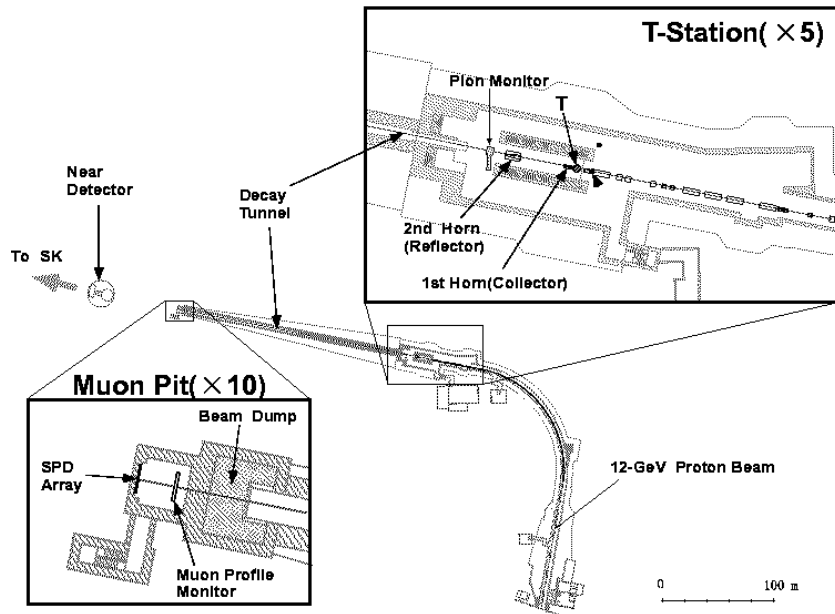 T-Station( ×5)
Pion Monitor
T
Near
Detector
Decay
Tunnel
2nd Horn
(Reflector)
To SK
1st Horn(Collector)
Muon Pit(×10)
Beam Dump
SPD
Array
12-GeV Proton Beam
Muon Profile
Monitor
0 100 m